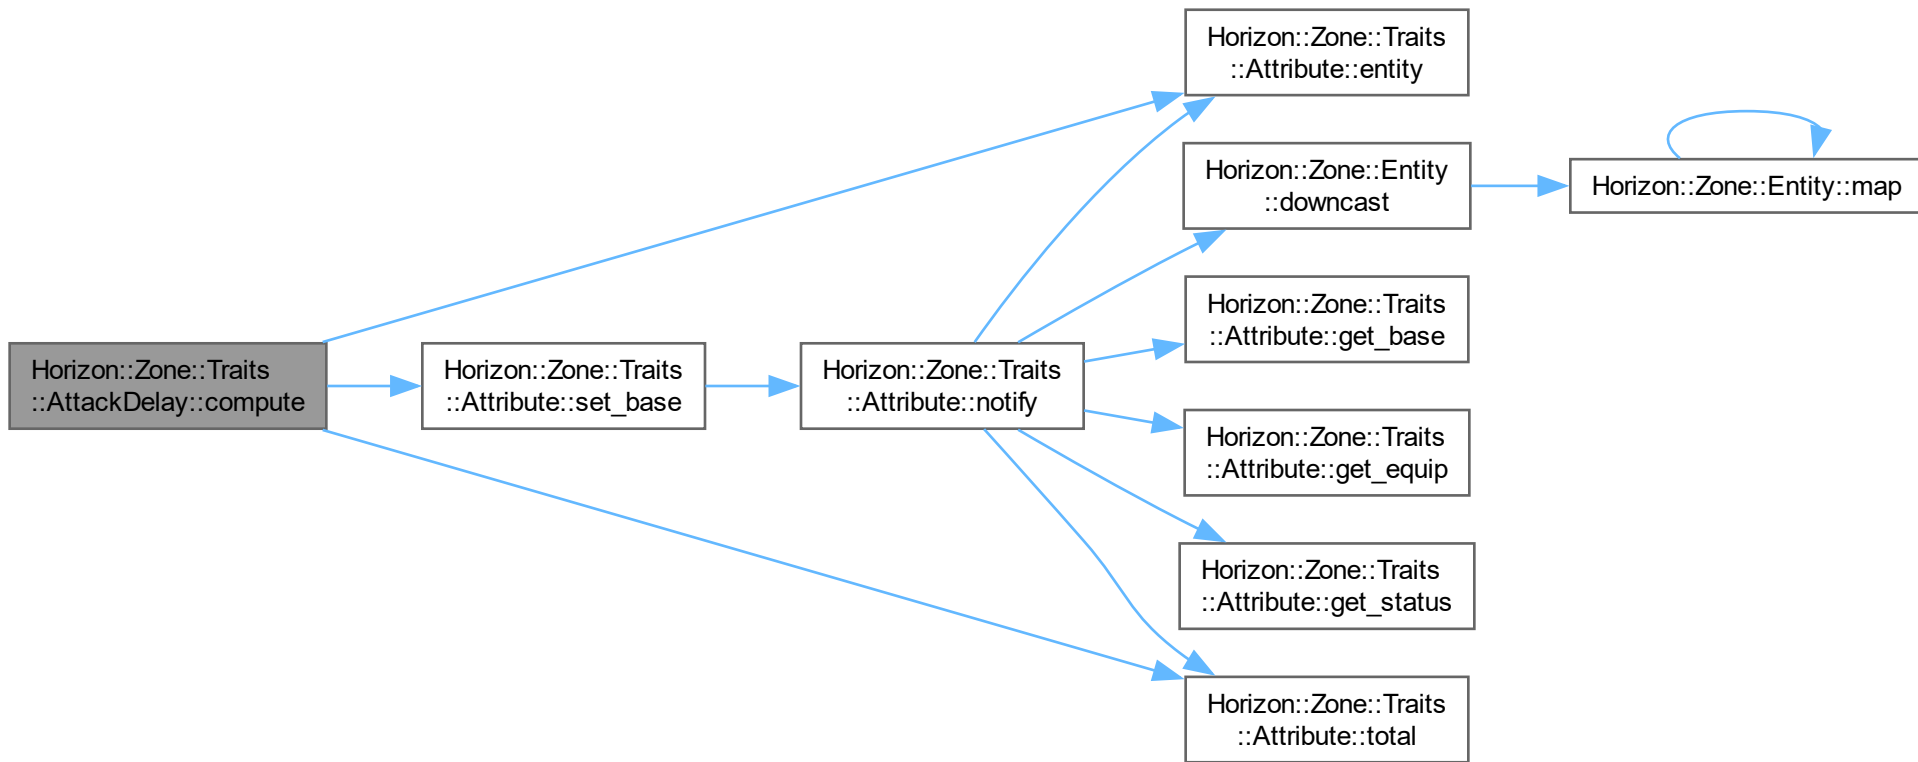 Horizon::Zone::Traits
::AttackDelay::compute
Horizon::Zone::Traits
::Attribute::set_base
Horizon::Zone::Traits
::Attribute::notify
Horizon::Zone::Traits
::Attribute::entity
Horizon::Zone::Entity
::downcast
Horizon::Zone::Traits
::Attribute::get_base
Horizon::Zone::Traits
::Attribute::get_equip
Horizon::Zone::Traits
::Attribute::get_status
Horizon::Zone::Traits
::Attribute::total
Horizon::Zone::Entity::map